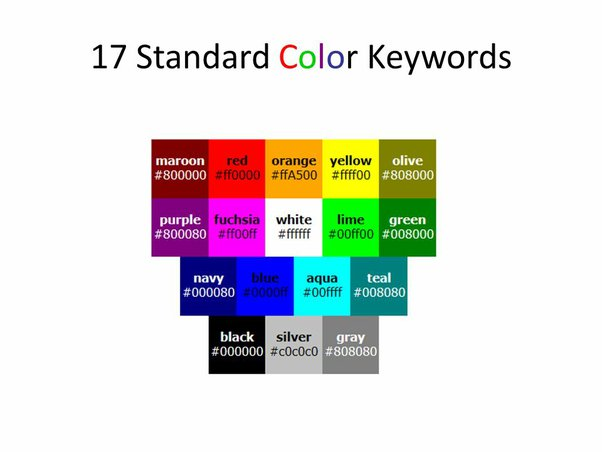 17 Standard Color Keywords
maroon red orange yellow olive
#800000 #ff0000 #ffA500 #ffff00 #808000
purple fuchsia white lime green
#800080 #ff00ff #ffffff #00ff00 #008000
navy blue aqua teal
#000080 #0000ff #00ffff #008080
black silver gray
#000000 #c0c0c0 #808080